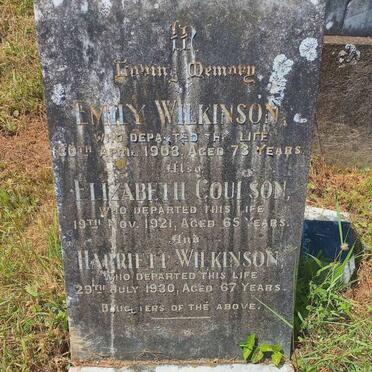 In
Loving Memory
Emily Wilkinson,
who departed this life
30th April 1908, Aged 73 Years.
Also
Elizabeth Coulson,
who departed this life
19th Nov. 1921, Aged 65 Years.
And
Harriett Wilkinson,
who departed this life
29th July 1930, Aged 67 Years.
Daughters of the above.